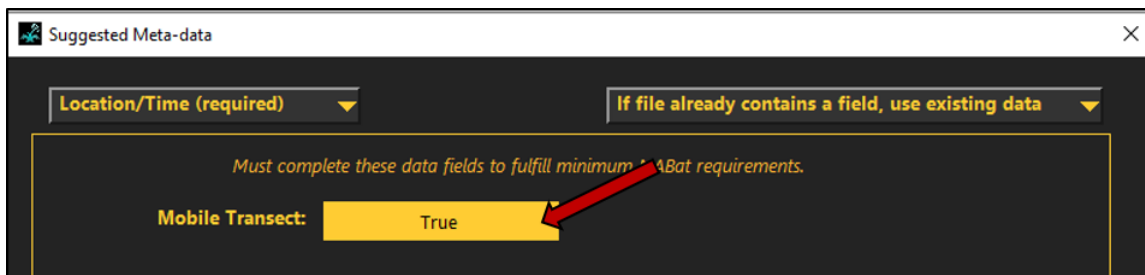 Suggested Meta-data
Location/Time (required) If file already contains a field, use existing data
Must complete these data fields to fulfill minimum ABat requirements.
Mobile Transect: True